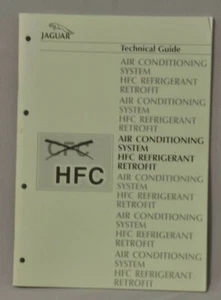 JAGUAR
Technical Guide
AIR CONDITIONING
SYSTEM
HFC REFRIGERANT
RETROFIT
AIR CONDITIONING
SYSTEM
HFC REFRIGERANT
RETROFIT
AIR CONDITIONING
SYSTEM
HFC REFRIGERANT
RETROFIT
CFC
HFC
AIR CONDITIONING
SYSTEM
HFC REFRIGERANT
RETROFIT
AIR CONDITIONING
SYSTEM
HFC REFRIGERANT
RETROFIT
AIR CONDITIONING
SYSTEM
HFC REFRIGERANT
RETROFIT